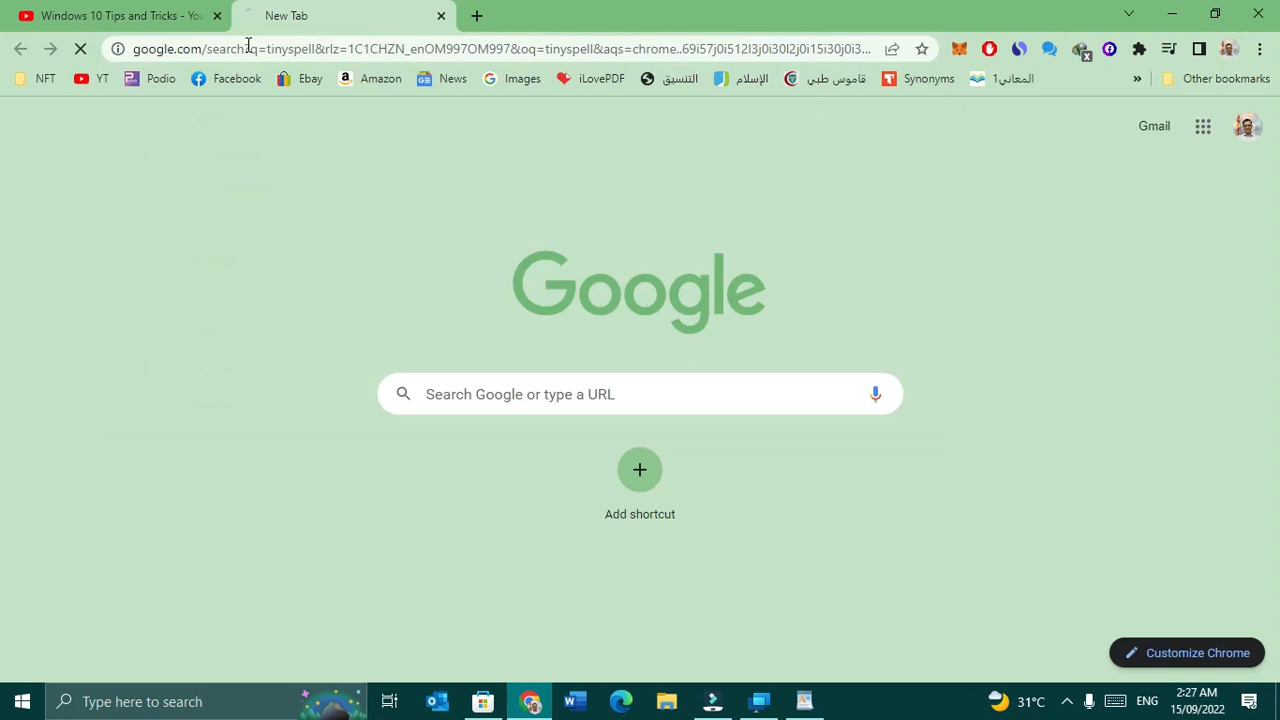 Windows 10 Tips and Tricks - You
New Tab
google.com/search?q=tinyspell&rlz=1C1CHZN_enOM997OM997&oq=tinyspell&aqs=chrome..69i57j0i512l3j0i30l2j0i15i30j0i3...
NFT YT Podio Facebook Ebay Amazon News Images iLovePDF التنسيق الإسلام قاموس طبي Synonyms المعاني1 » Other bookmarks
Gmail
Google
Search Google or type a URL
Add shortcut
Customize Chrome
Type here to search
31°C
ENG
2:27 AM
15/09/2022